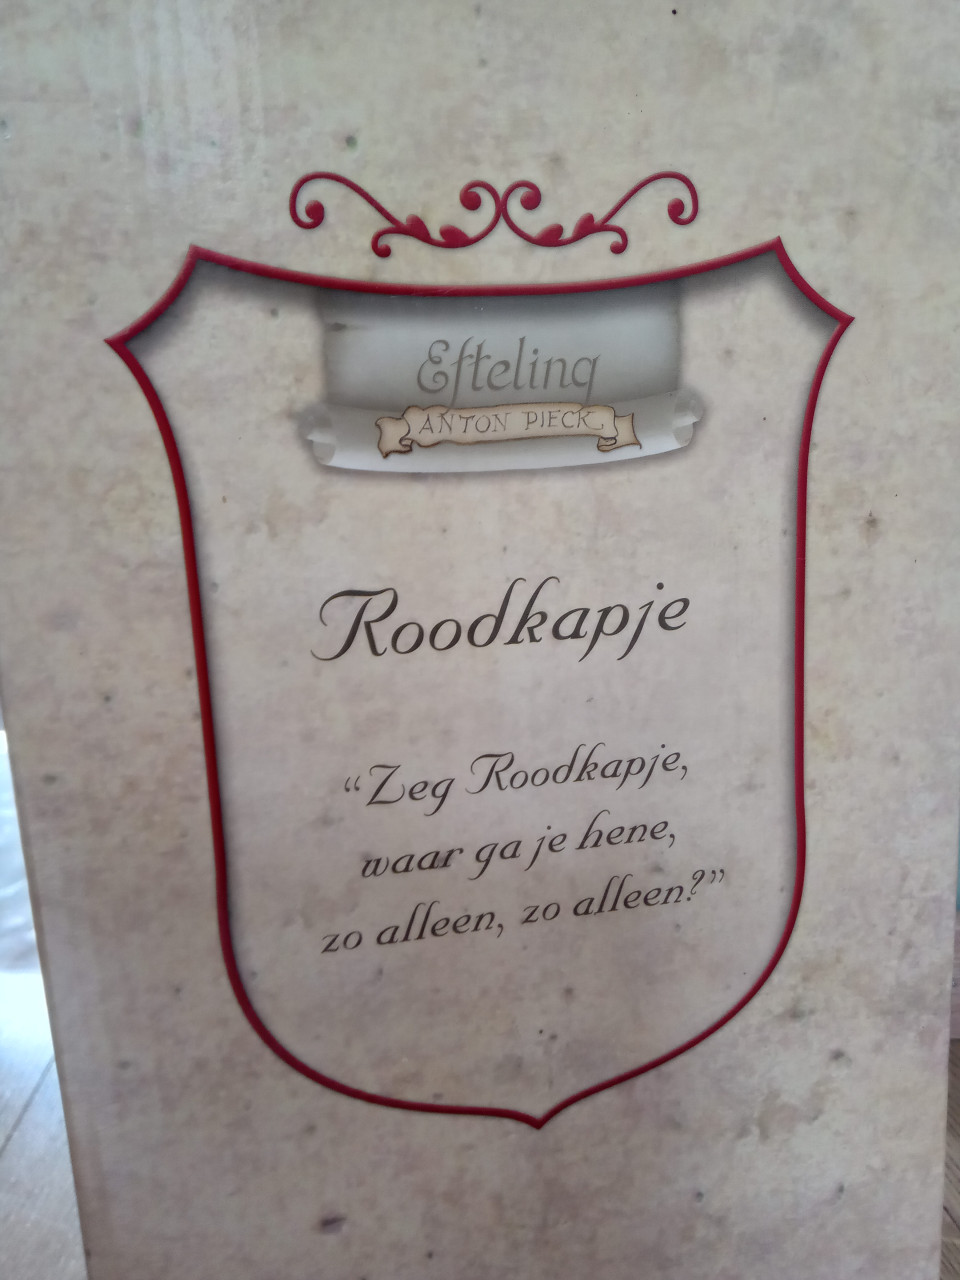 Efteling
ANTON PIECK
Roodkapje
“Zeg Roodkapje,
waar ga je hene,
zo alleen, zo alleen?”